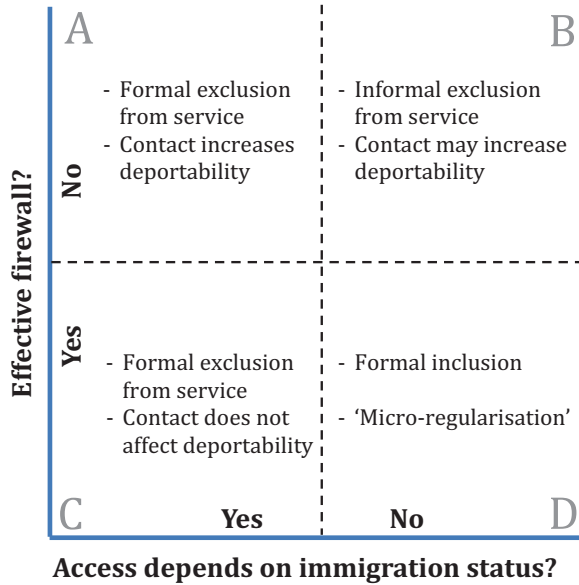 A
B
- Formal exclusion
from service
- Contact increases
deportability
- Informal exclusion
from service
- Contact may increase
deportability
Effective firewall?
No
Yes
- Formal exclusion
from service
- Contact does not
affect deportability
- Formal inclusion
- ‘Micro-regularisation’
C
Yes
No
D
Access depends on immigration status?